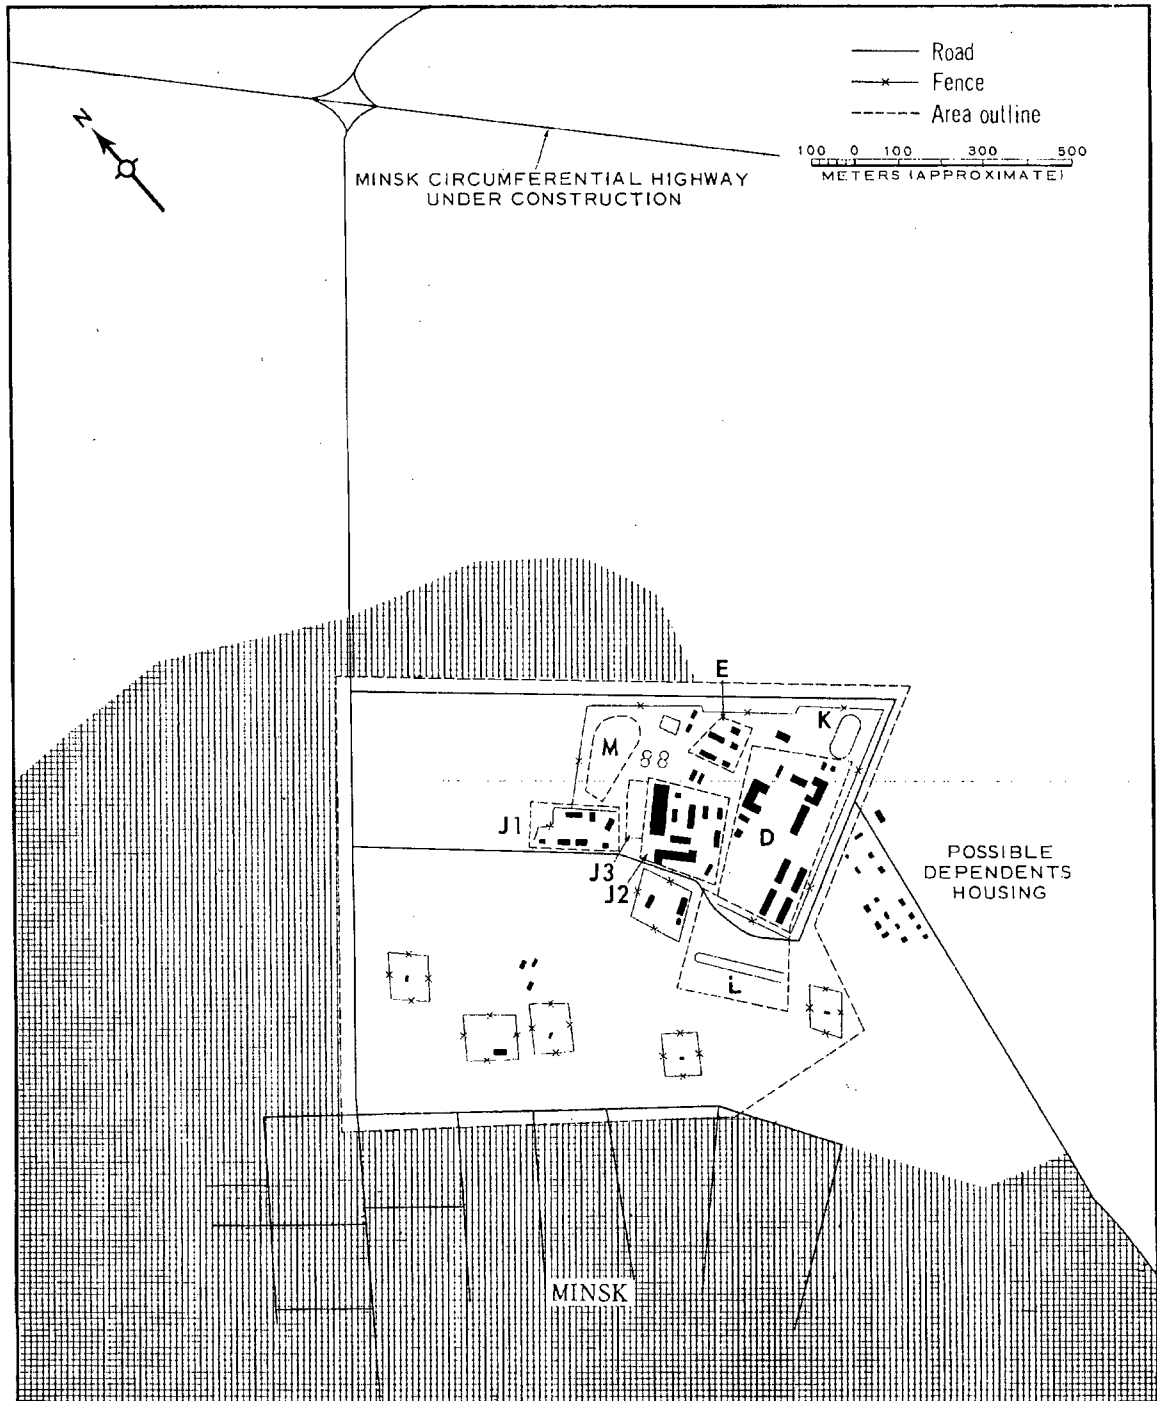 Road
Fence
Area outline
100 0 100 300 500
METERS (APPROXIMATE)
N
MINSK CIRCUMFERENTIAL HIGHWAY
UNDER CONSTRUCTION
E
K
M
J1
J3
J2
D
POSSIBLE
DEPENDENTS
HOUSING
L
MINSK